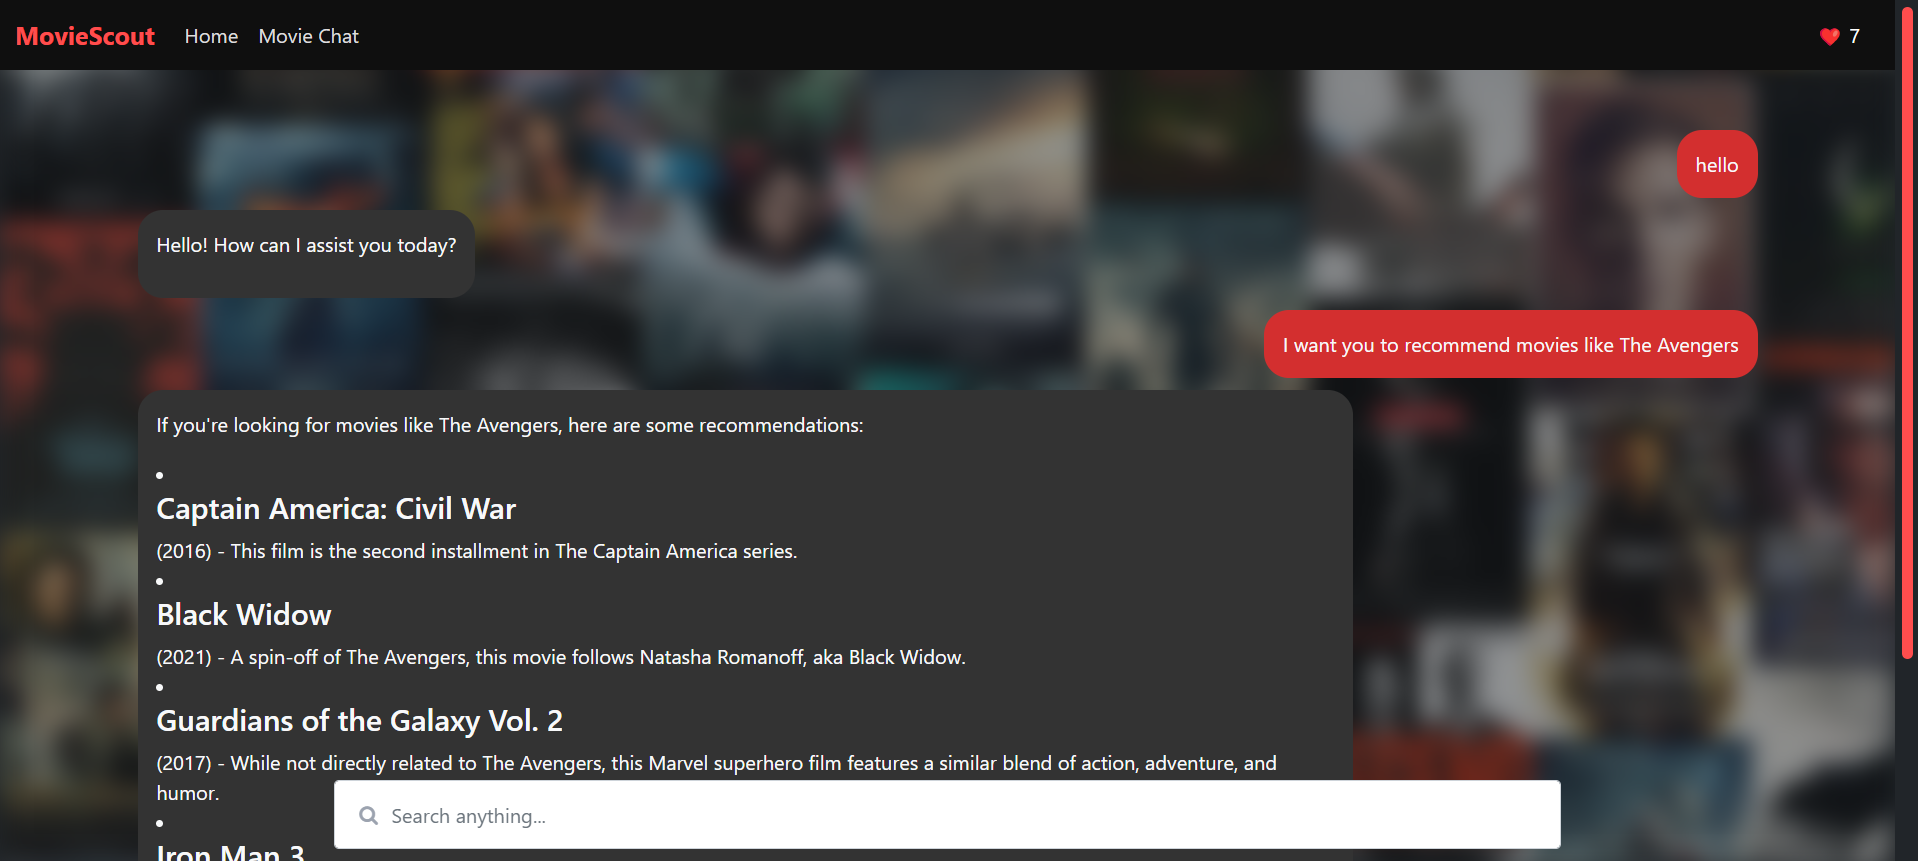 MovieScout Home Movie Chat ❤️ 7
hello
Hello! How can I assist you today?
I want you to recommend movies like The Avengers
If you're looking for movies like The Avengers, here are some recommendations:
•
Captain America: Civil War
(2016) - This film is the second installment in The Captain America series.
•
Black Widow
(2021) - A spin-off of The Avengers, this movie follows Natasha Romanoff, aka Black Widow.
•
Guardians of the Galaxy Vol. 2
(2017) - While not directly related to The Avengers, this Marvel superhero film features a similar blend of action, adventure, and
humor.
Search anything...
•
Iron Man 3